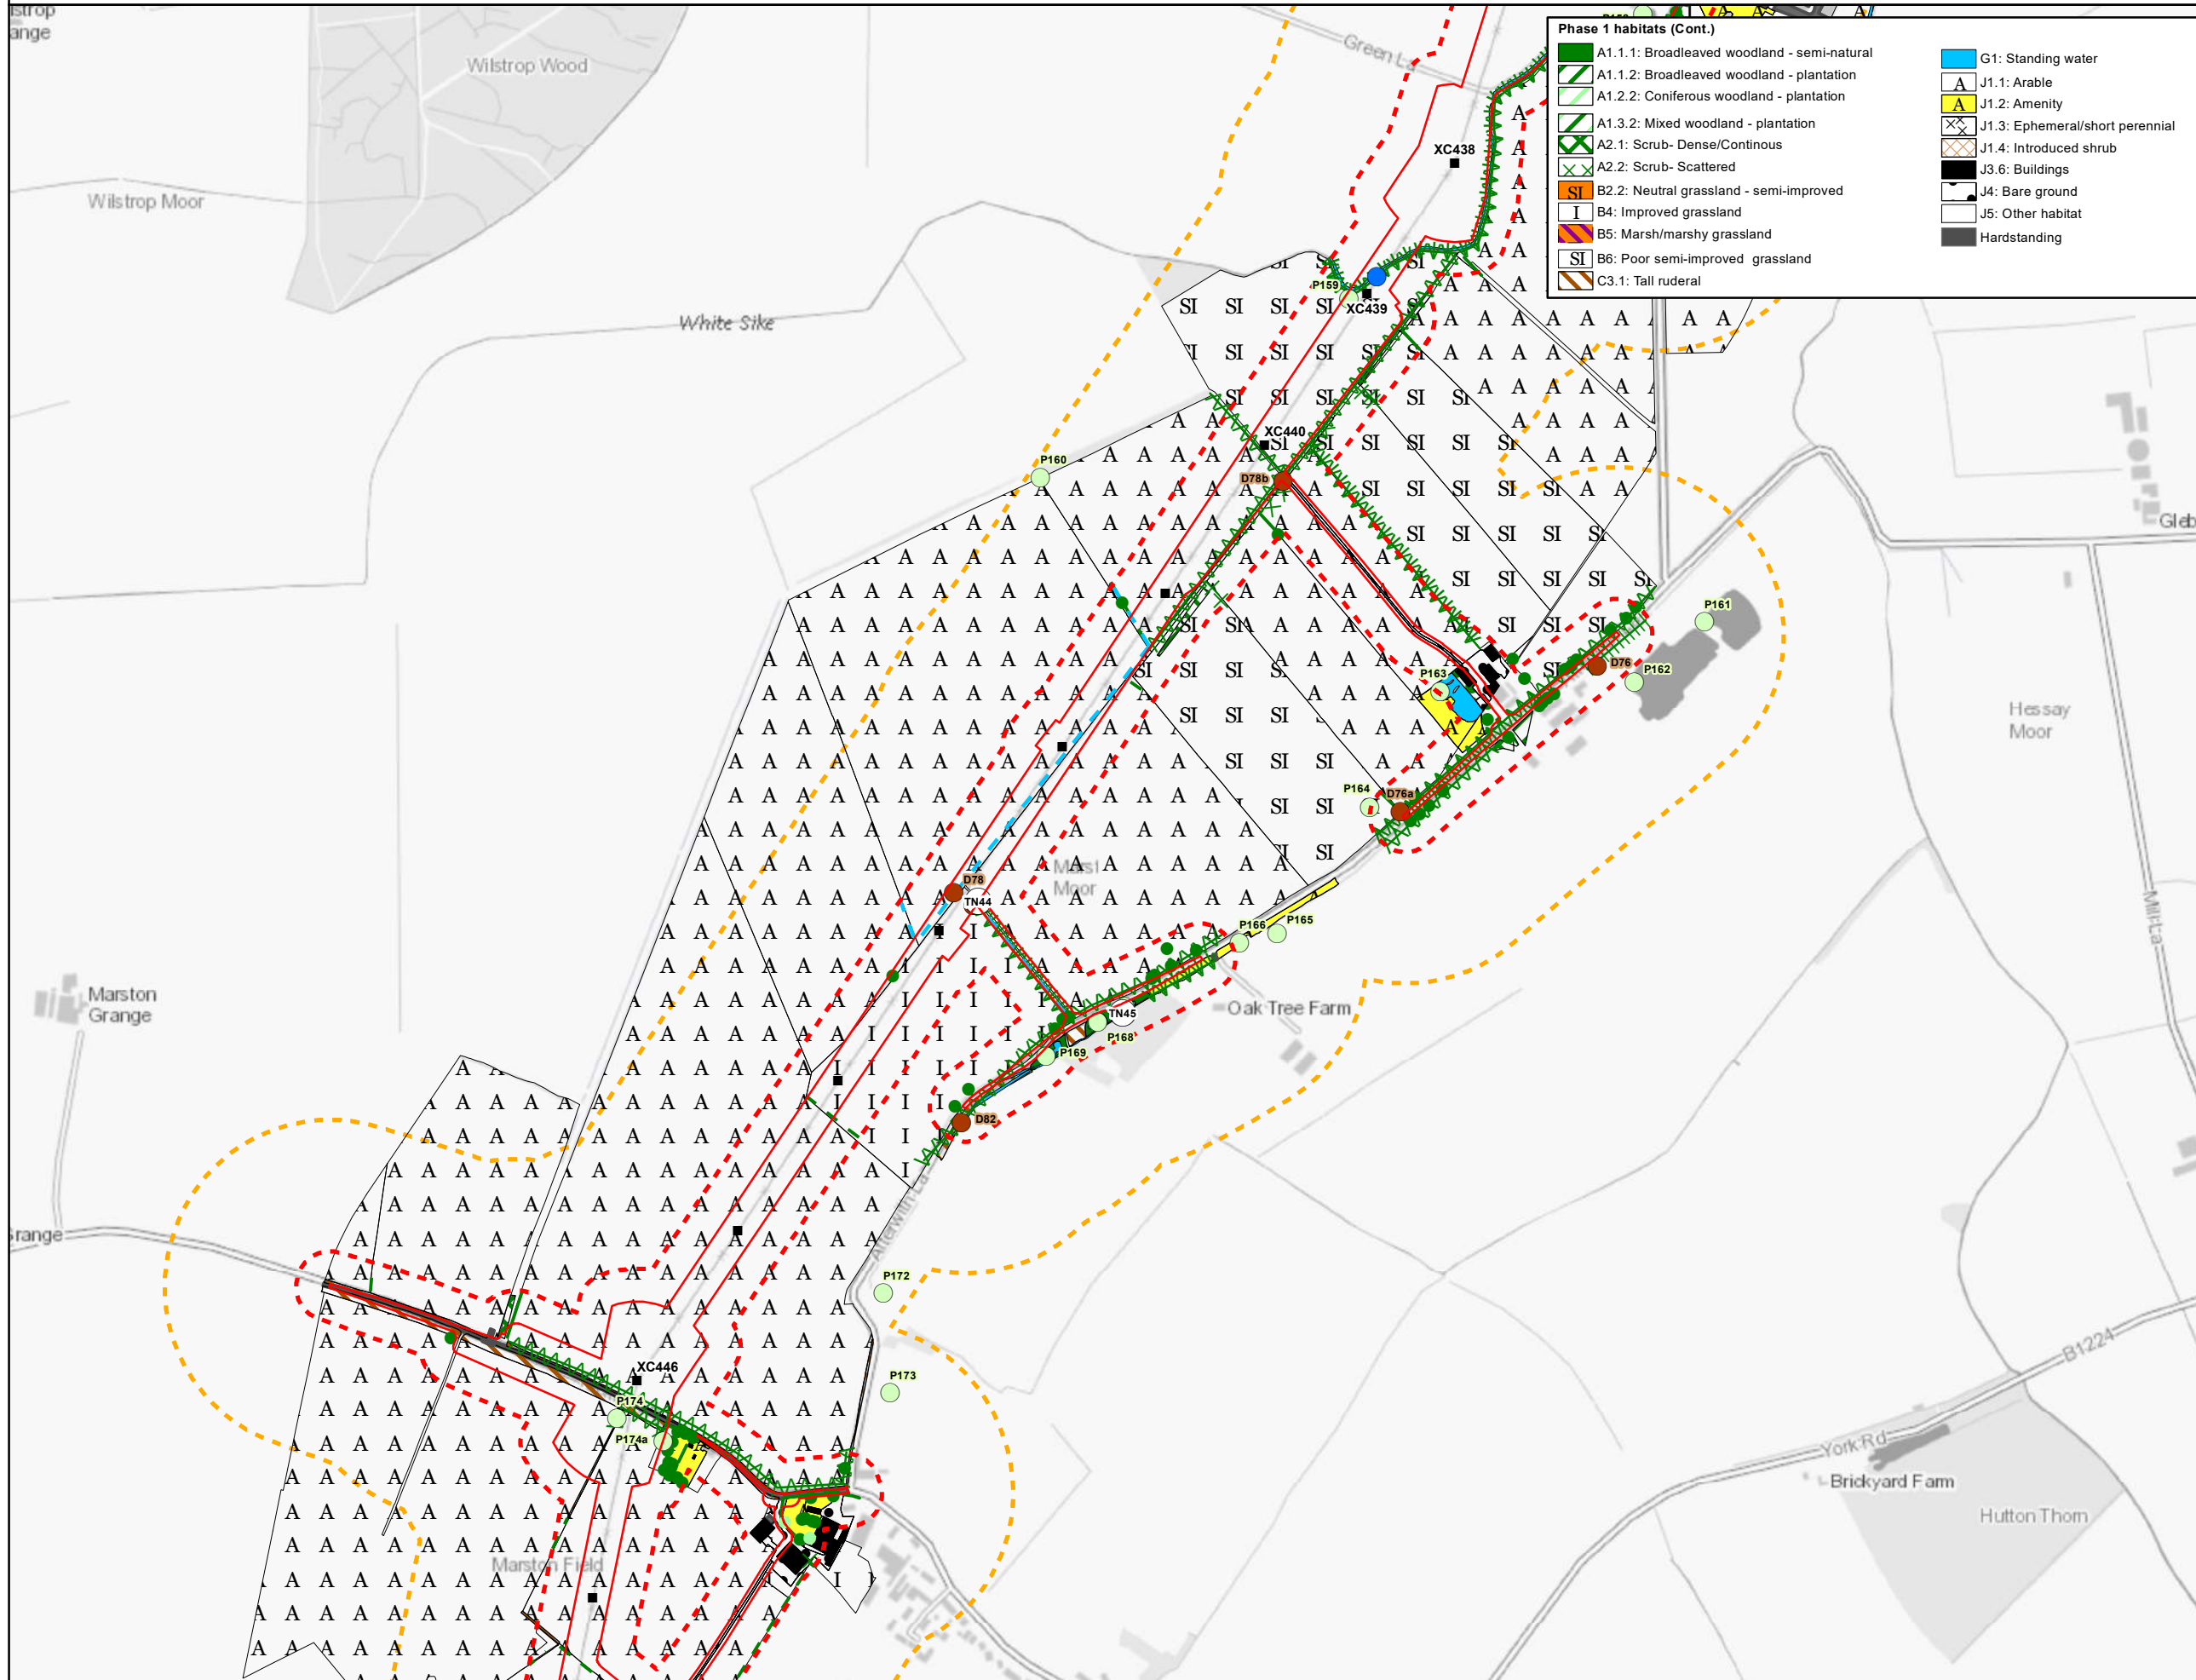 Wilstrop Wood
Wilstrop Moor
White Sike
Green La
Phase 1 habitats (Cont.)
A1.1.1: Broadleaved woodland - semi-natural
A1.1.2: Broadleaved woodland - plantation
A1.2.2: Coniferous woodland - plantation
A1.3.2: Mixed woodland - plantation
A2.1: Scrub- Dense/Continous
A2.2: Scrub- Scattered
SI B2.2: Neutral grassland - semi-improved
I B4: Improved grassland
B5: Marsh/marshy grassland
SI B6: Poor semi-improved grassland
C3.1: Tall ruderal
G1: Standing water
A J1.1: Arable
A J1.2: Amenity
J1.3: Ephemeral/short perennial
J1.4: Introduced shrub
J3.6: Buildings
J4: Bare ground
J5: Other habitat
Hardstanding
XC438
P159
XC439
XC440
P160
D78b
P161
D76
P162
P163
P164
D76a
Hessay
Moor
Mill La
D78
TN44
Moor
P166
P165
Marston
Grange
Oak Tree Farm
TN45
P168
P169
D82
Atterwith La
P172
P173
XC446
P174
P174a
B1224
York Rd
Brickyard Farm
Hutton Thorn
Marston Field